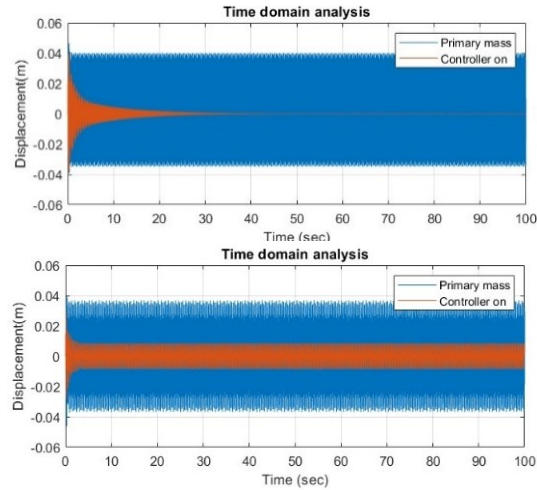 Time domain analysis
0.06
0.04
0.02
0
-0.02
-0.04
-0.06
Displacement(m)
Primary mass
Controller on
0 10 20 30 40 50 60 70 80 90 100
Time (sec)
Time domain analysis
0.06
0.04
0.02
0
-0.02
-0.04
-0.06
Displacement(m)
Primary mass
Controller on
0 10 20 30 40 50 60 70 80 90 100
Time (sec)